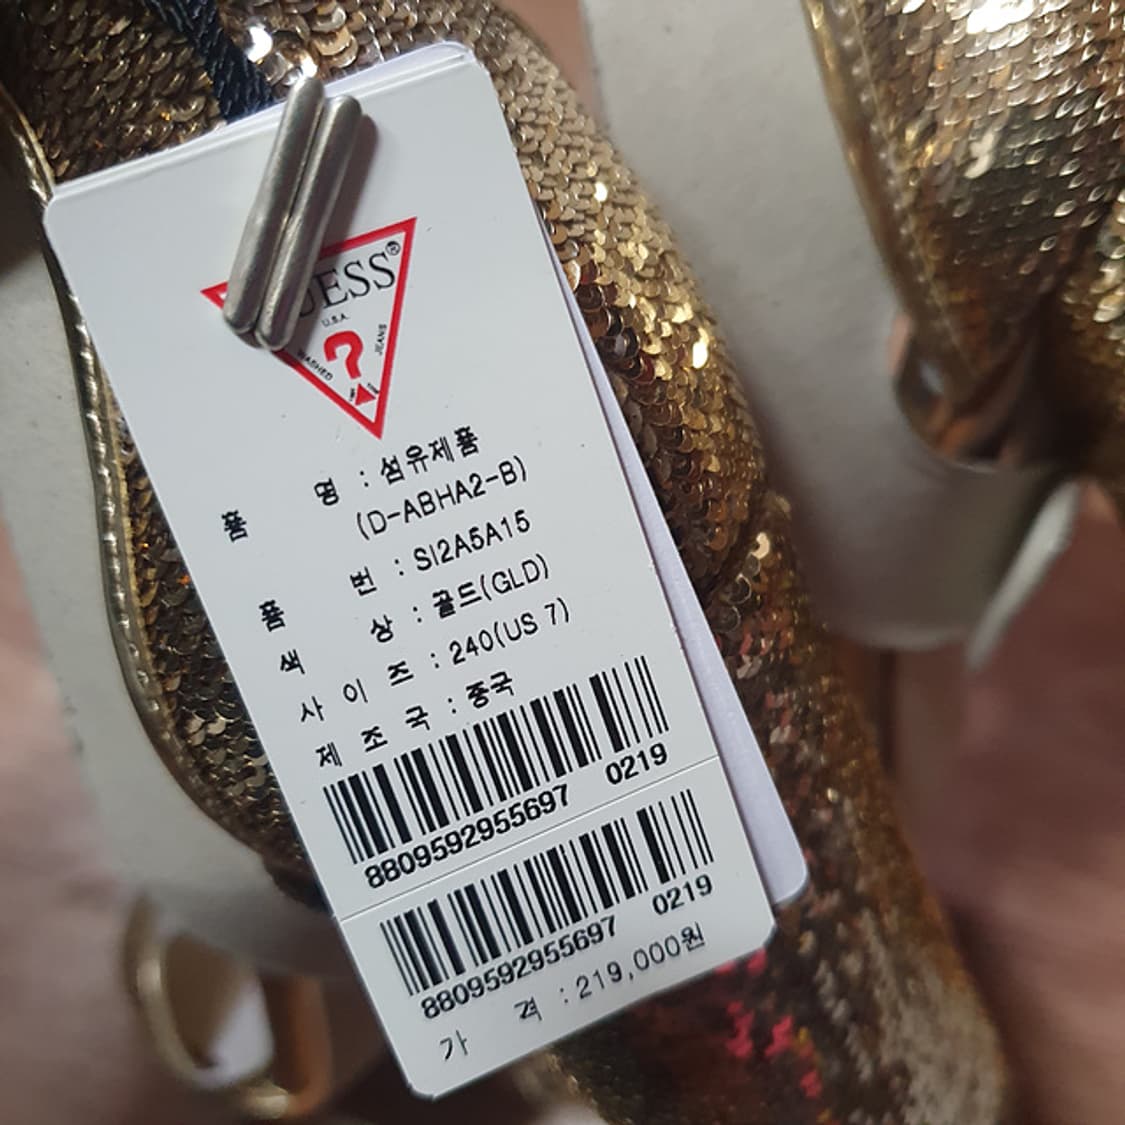 UESS®
U.S.A.
WASHED
JEANS
?
품 명 : 섬유제품
(D-ABHA2-B)
품 번 : SI2A5A15
색 상 : 골드(GLD)
사 이 즈 : 240(US 7)
제 조 국 : 중국
8809592955697 0219
8809592955697 0219
가 격 : 219,000원